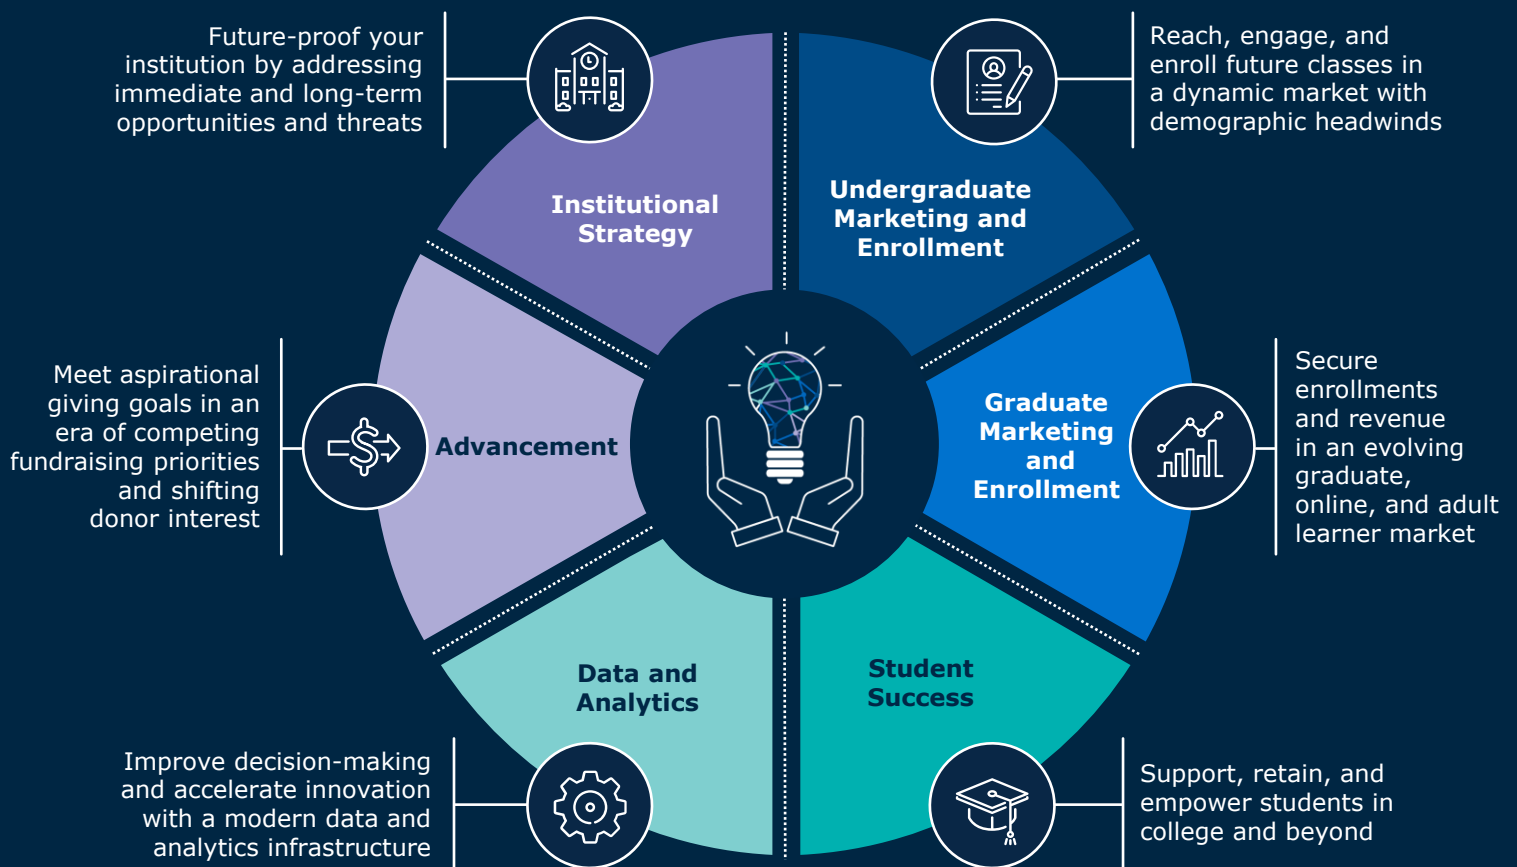 Future-proof your
institution by addressing
immediate and long-term
opportunities and threats
Institutional
Strategy
Undergraduate
Marketing and
Enrollment
Reach, engage, and
enroll future classes in
a dynamic market with
demographic headwinds
Meet aspirational
giving goals in an
era of competing
fundraising priorities
and shifting
donor interest
Advancement
Graduate
Marketing
and
Enrollment
Secure
enrollments
and revenue
in an evolving
graduate,
online, and adult
learner market
Improve decision-making
and accelerate innovation
with a modern data and
analytics infrastructure
Data and
Analytics
Student
Success
Support, retain, and
empower students in
college and beyond